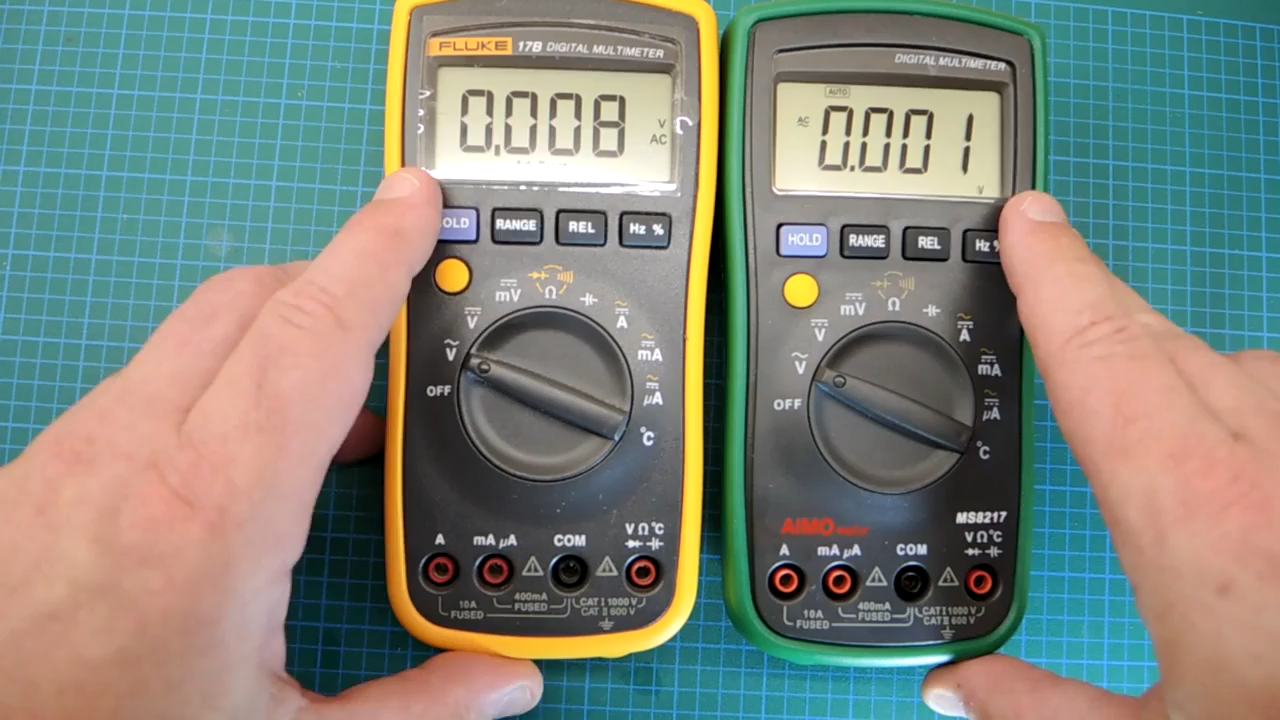 FLUKE 17B DIGITAL MULTIMETER
0.008
V
AC
OLD
RANGE
REL
Hz %
mV
Ω
V
A
V
mA
OFF
μA
°C
A
mA μA
COM
V Ω °C
10A
FUSED
400mA
FUSED
CAT I 1000 V
CAT II 600 V
DIGITAL MULTIMETER
AUTO
AC
0.001
V
HOLD
RANGE
REL
Hz %
mV
Ω
V
A
V
mA
OFF
μA
°C
AIMO meter
MS8217
A
mA μA
COM
V Ω °C
10A
FUSED
400mA
FUSED
CAT I 1000 V
CAT II 600 V